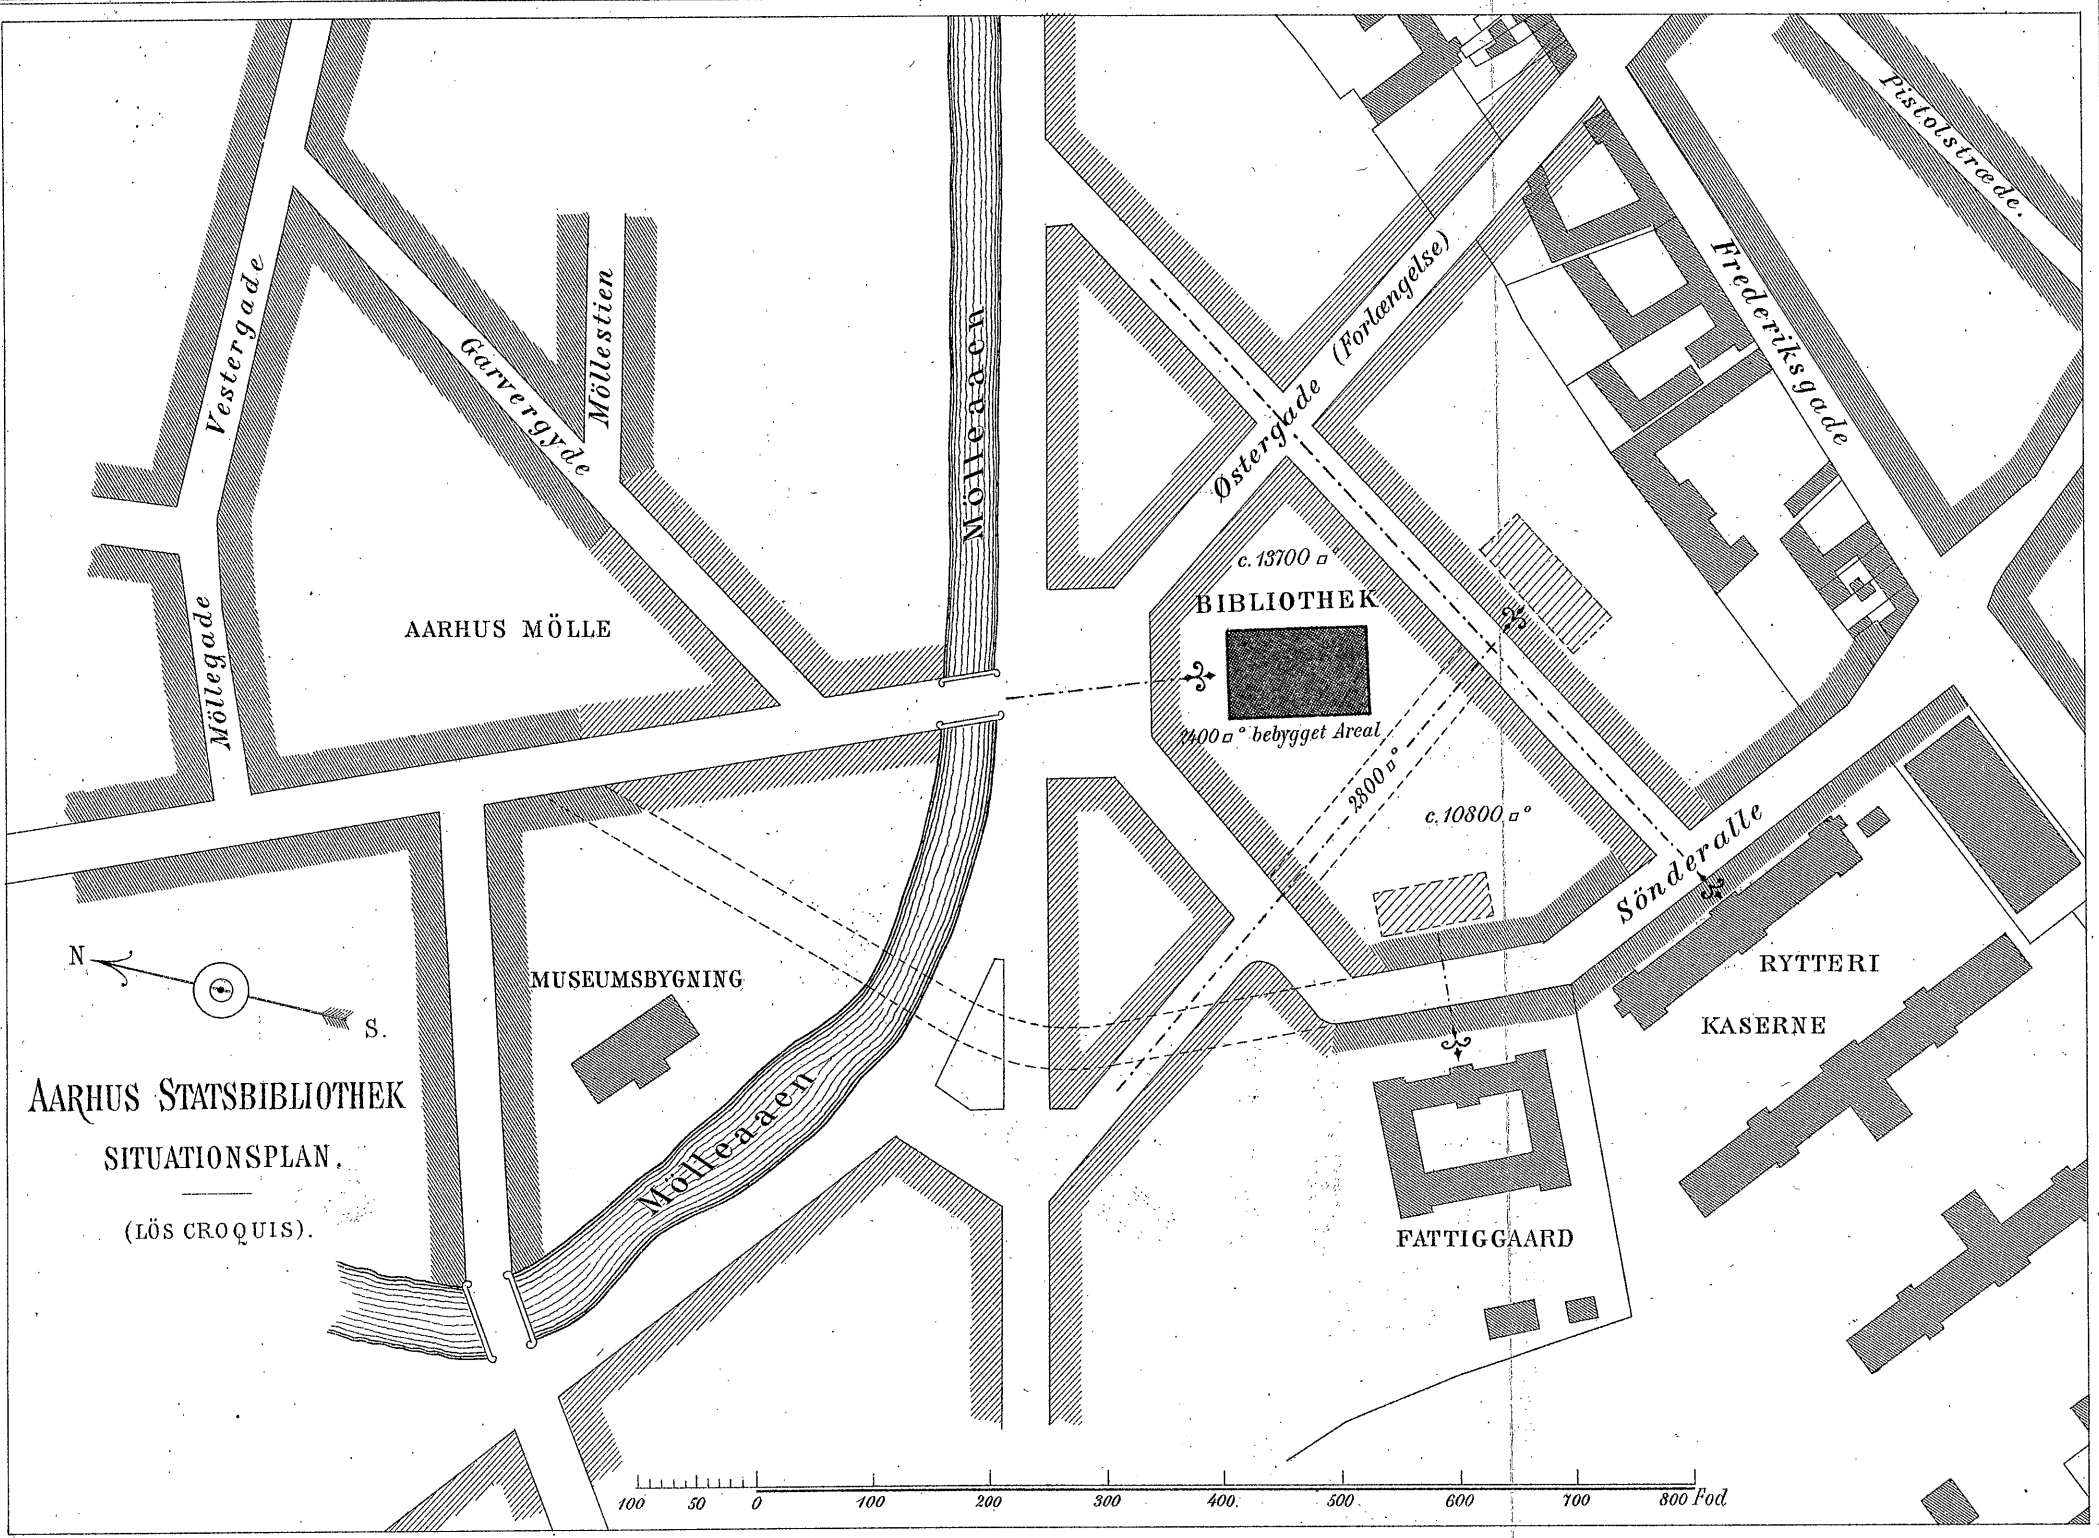 Pistolstræde.
Vestergade
Garvergyde
Möllestien
Mölleaaen
Østergade (Forlængelse)
Frederiksgade
c. 13700 □°
BIBLIOTHEK
2400 □° bebygget Areal
2800 □°
c. 10800 □°
Sönderalle
AARHUS MÖLLE
Möllegade
N
S.
MUSEUMSBYGNING
Mölleaaen
RYTTERI
KASERNE
FATTIGGAARD
AARHUS STATSBIBLIOTHEK
SITUATIONSPLAN.
(LÖS CROQUIS).
100 50 0 100 200 300 400. 500. 600 700 800 Fod